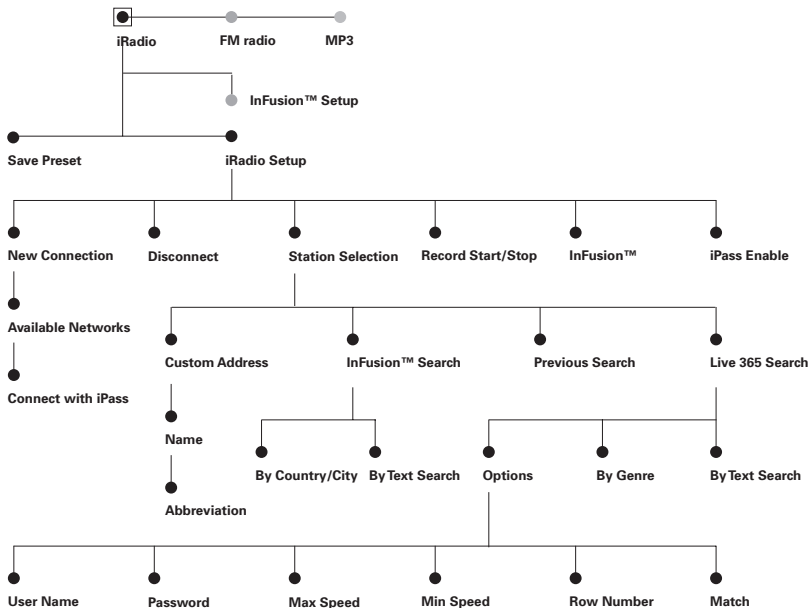 iRadio
FM radio
MP3
InFusion™ Setup
Save Preset
iRadio Setup
New Connection
Disconnect
Station Selection
Record Start/Stop
InFusion™
iPass Enable
Available Networks
Custom Address
InFusion™ Search
Previous Search
Live 365 Search
Connect with iPass
Name
By Country/City
By Text Search
Options
By Genre
By Text Search
Abbreviation
User Name
Password
Max Speed
Min Speed
Row Number
Match